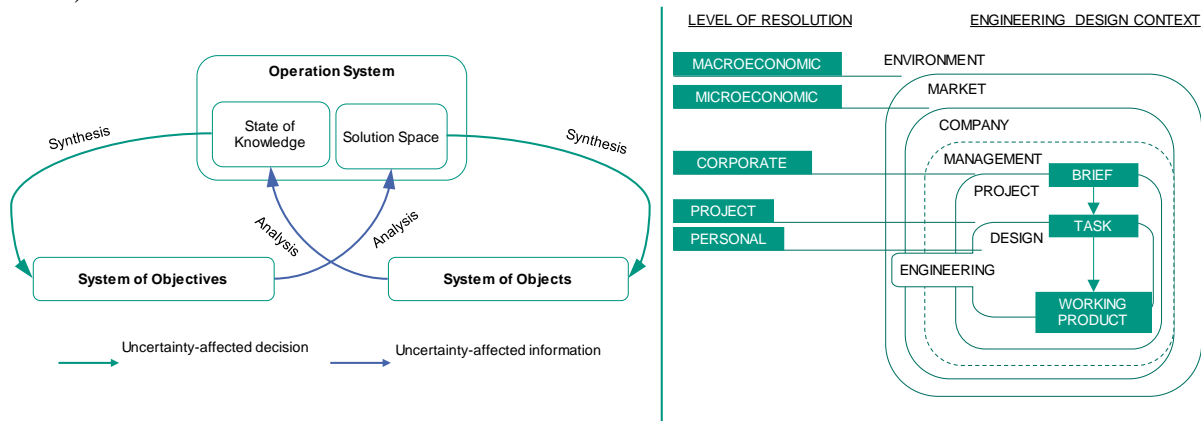 Operation System
State of
Knowledge
Solution Space
Synthesis
Synthesis
Analysis
Analysis
System of Objectives
System of Objects
Uncertainty-affected decision
Uncertainty-affected information
LEVEL OF RESOLUTION
ENGINEERING DESIGN CONTEXT
MACROECONOMIC
ENVIRONMENT
MICROECONOMIC
MARKET
COMPANY
CORPORATE
MANAGEMENT
BRIEF
PROJECT
PROJECT
TASK
PERSONAL
DESIGN
ENGINEERING
WORKING
PRODUCT